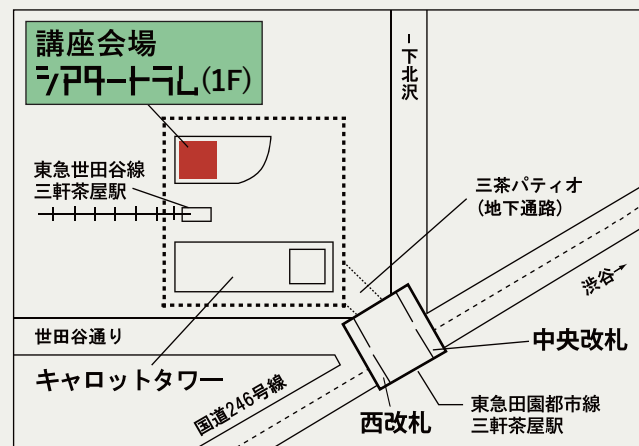 講座会場
シアタートラム(1F)
ー下北沢
東急世田谷線
三軒茶屋駅
三茶パティオ
(地下通路)
渋谷
世田谷通り
中央改札
キャロットタワー
国道246号線
西改札
東急田園都市線
三軒茶屋駅